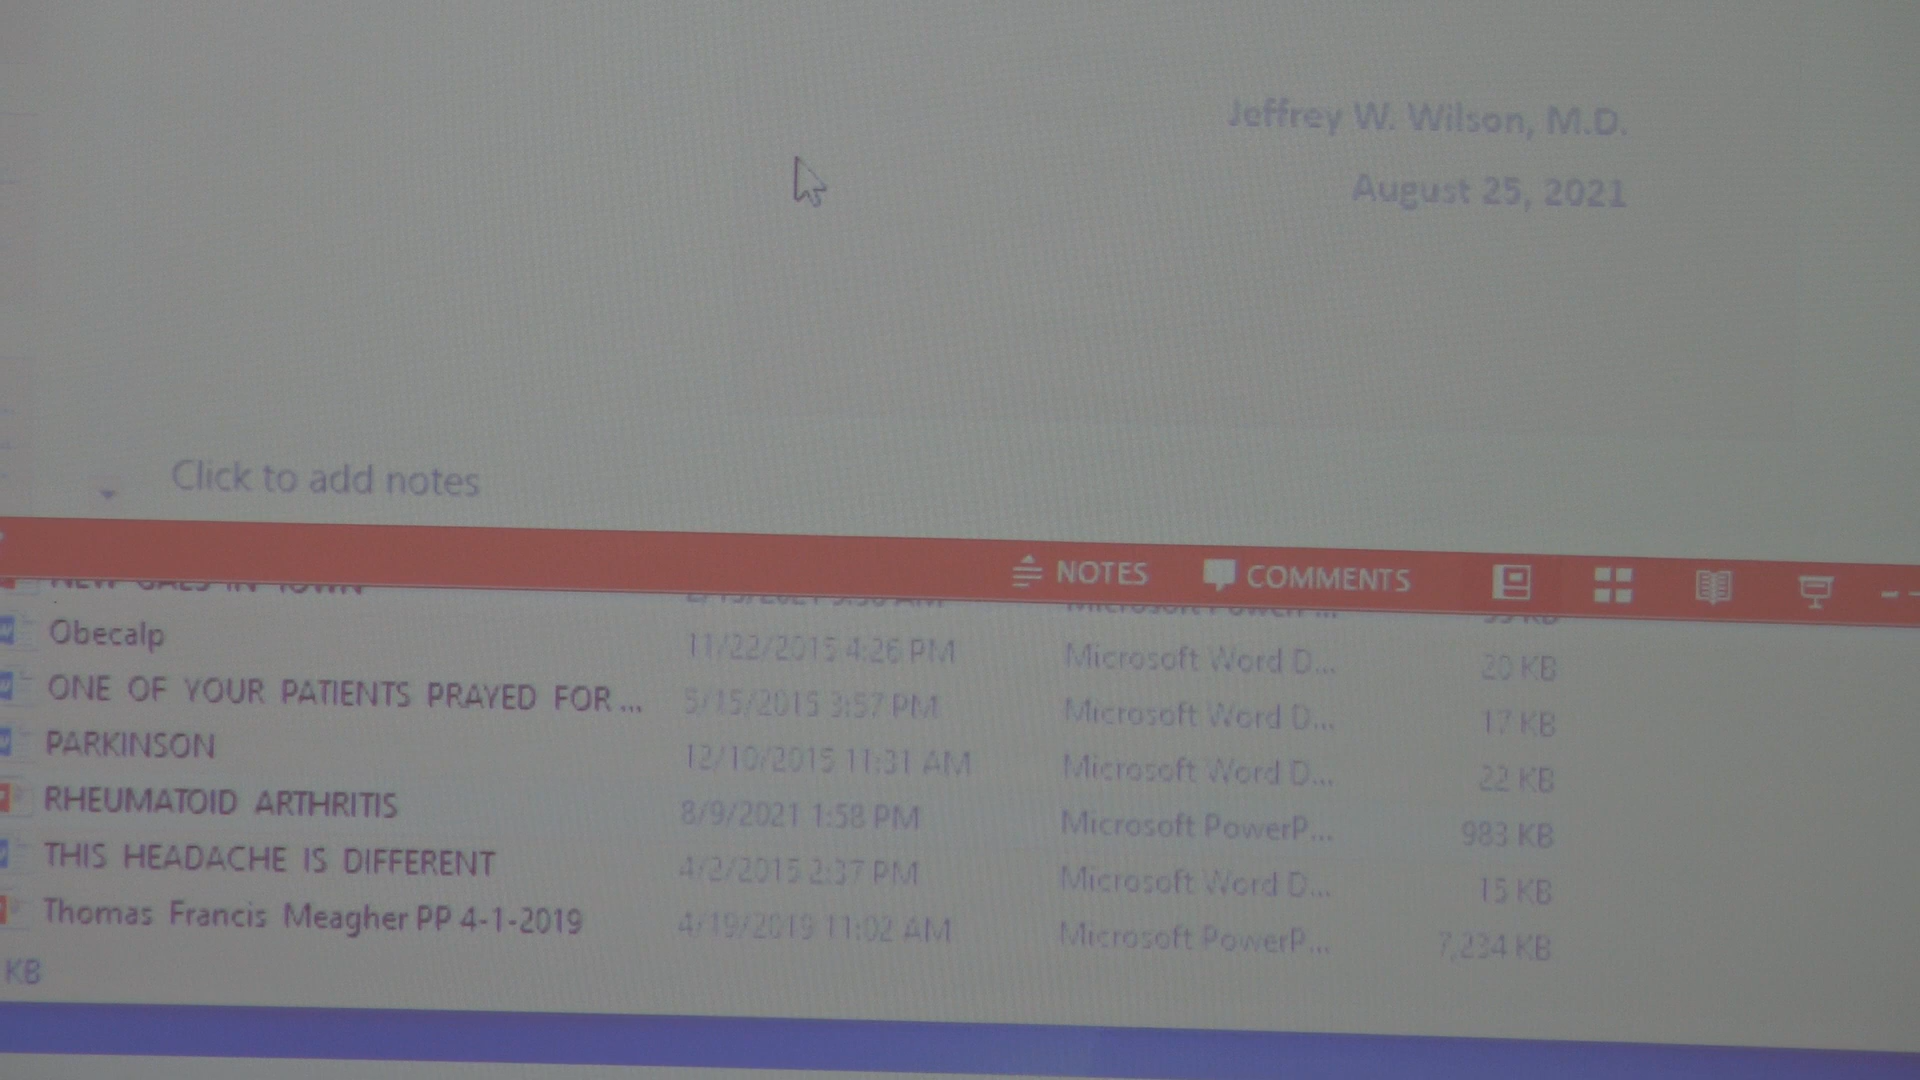 Jeffrey W. Wilson, M.D.
August 25, 2021
Click to add notes
NOTES COMMENTS
NEW GALS IN TOWN
Obecalp 11/22/2015 4:26 PM Microsoft Word D... 20 KB
ONE OF YOUR PATIENTS PRAYED FOR... 5/15/2015 3:57 PM Microsoft Word D... 17 KB
PARKINSON 12/10/2015 11:31 AM Microsoft Word D... 22 KB
RHEUMATOID ARTHRITIS 8/9/2021 1:58 PM Microsoft PowerP... 983 KB
THIS HEADACHE IS DIFFERENT 4/2/2015 2:37 PM Microsoft Word D... 15 KB
Thomas Francis Meagher PP 4-1-2019 4/19/2019 11:02 AM Microsoft PowerP... 7,234 KB
KB